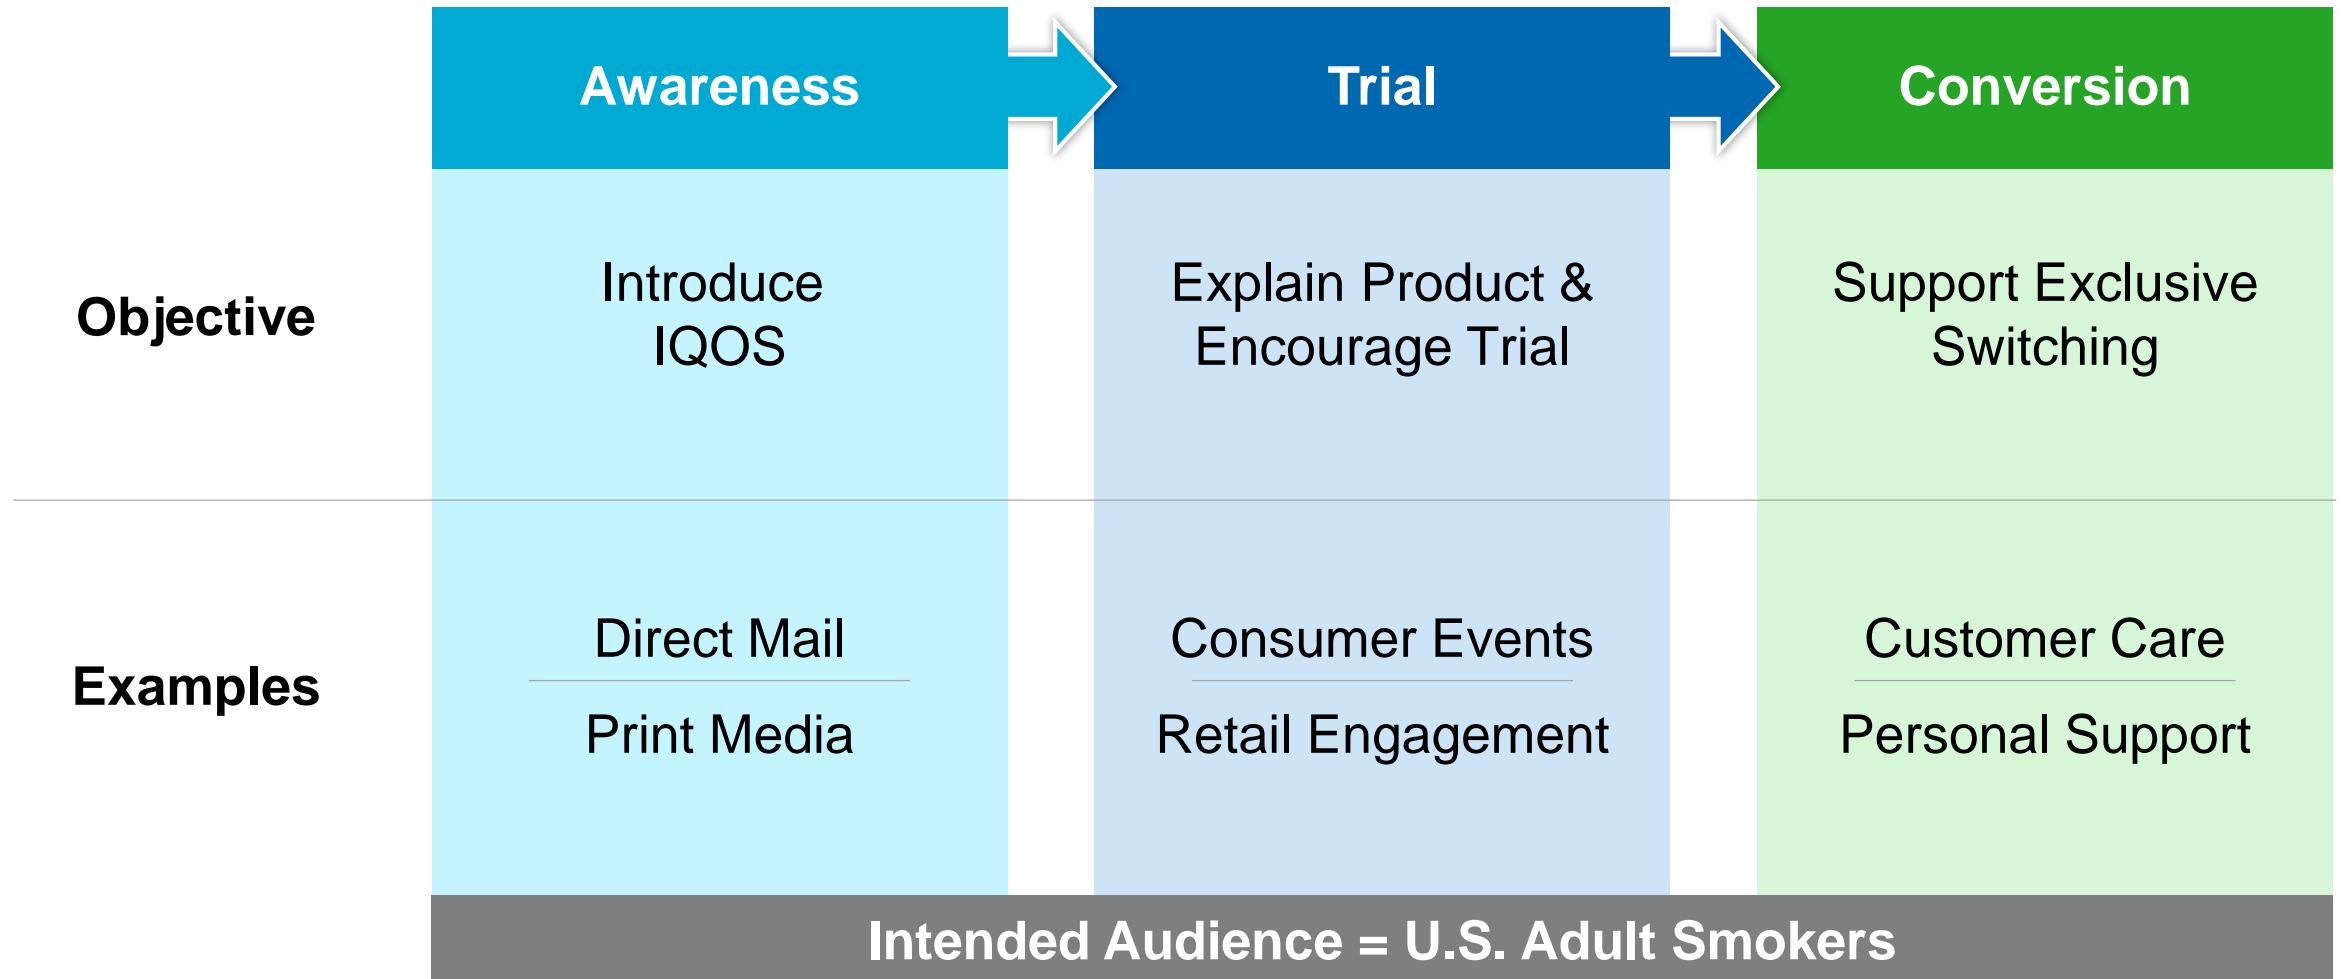 Awareness
Trial
Conversion
Objective
Introduce
IQOS
Explain Product &
Encourage Trial
Support Exclusive
Switching
Examples
Direct Mail
Print Media
Consumer Events
Retail Engagement
Customer Care
Personal Support
Intended Audience = U.S. Adult Smokers